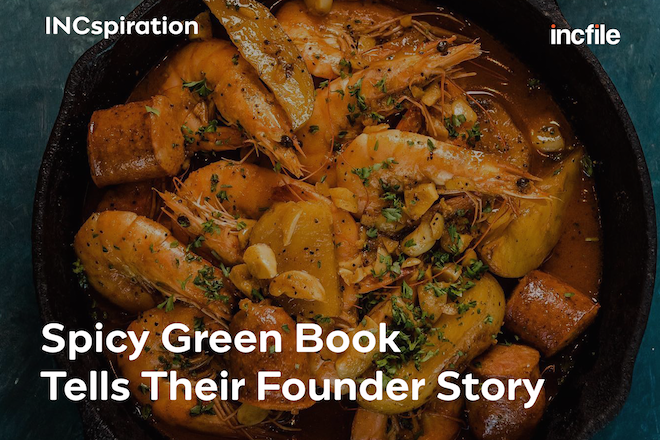 INCspiration
incfile
Spicy Green Book
Tells Their Founder Story